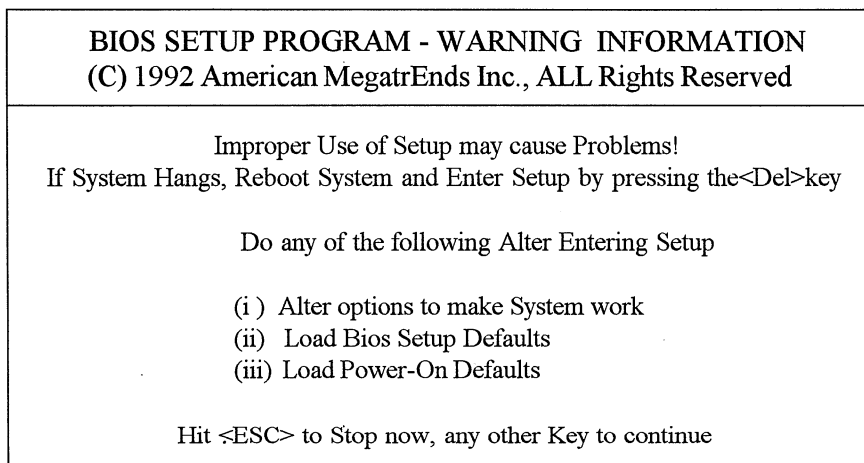 BIOS SETUP PROGRAM - WARNING INFORMATION
(C) 1992 American MegatrEnds Inc., ALL Rights Reserved
Improper Use of Setup may cause Problems!
If System Hangs, Reboot System and Enter Setup by pressing the<Del>key
Do any of the following Alter Entering Setup
(i ) Alter options to make System work
(ii) Load Bios Setup Defaults
(iii) Load Power-On Defaults
Hit <ESC> to Stop now, any other Key to continue